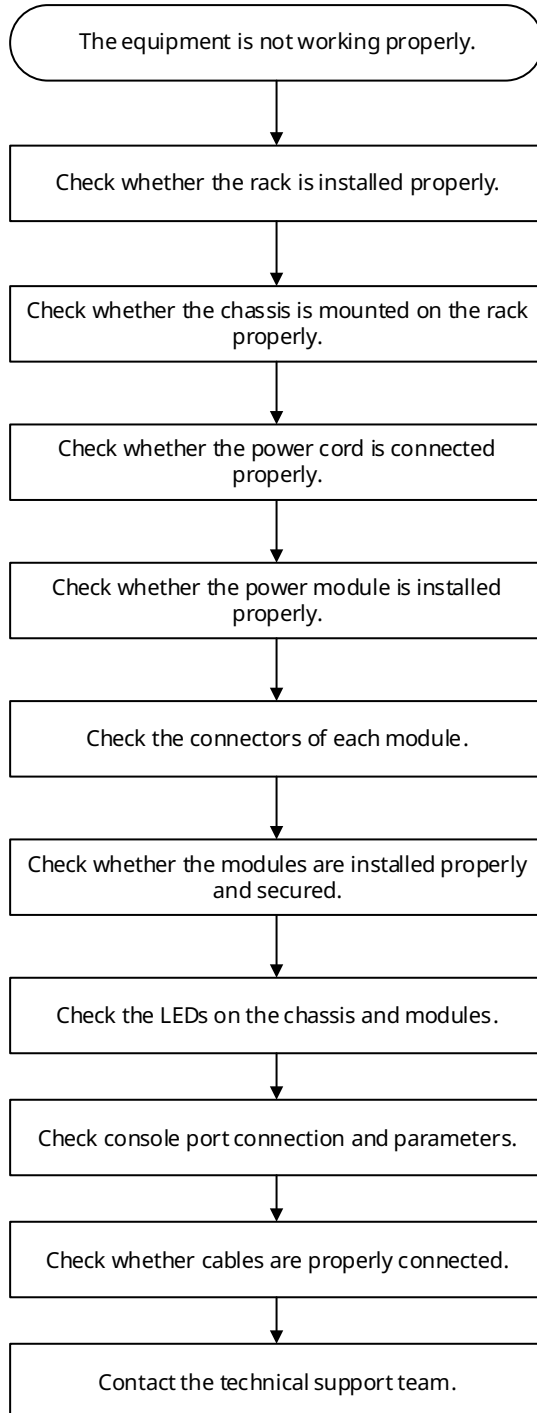 The equipment is not working properly.
Check whether the rack is installed properly.
Check whether the chassis is mounted on the rack
properly.
Check whether the power cord is connected
properly.
Check whether the power module is installed
properly.
Check the connectors of each module.
Check whether the modules are installed properly
and secured.
Check the LEDs on the chassis and modules.
Check console port connection and parameters.
Check whether cables are properly connected.
Contact the technical support team.